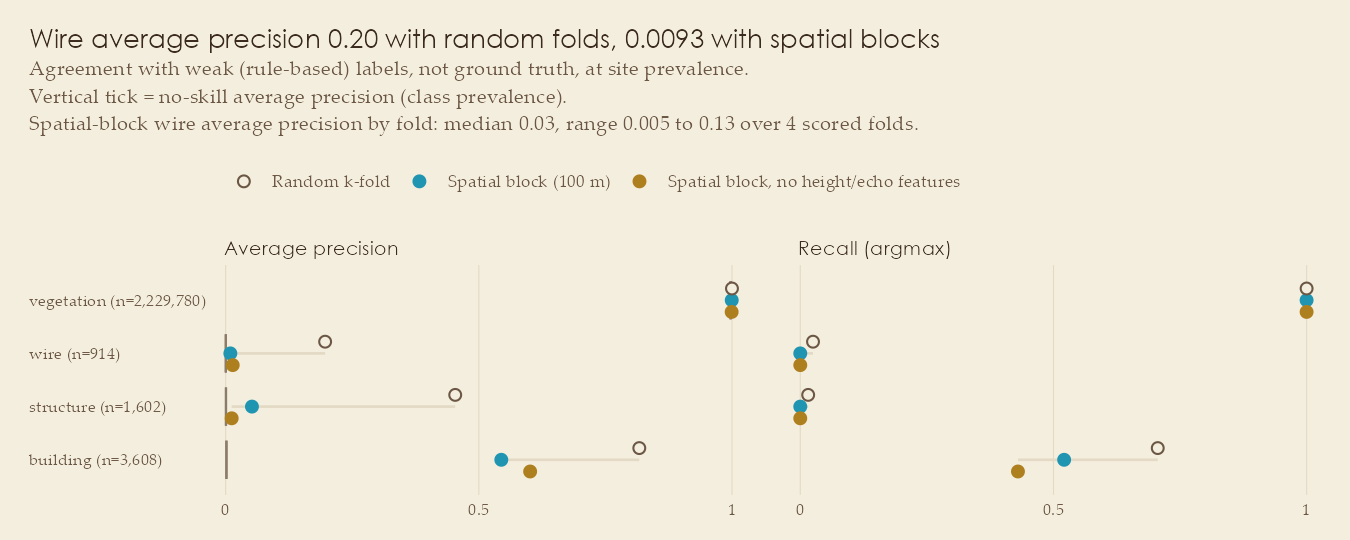 Wire average precision 0.20 with random folds, 0.0093 with spatial blocks
Agreement with weak (rule-based) labels, not ground truth, at site prevalence.
Vertical tick = no-skill average precision (class prevalence).
Spatial-block wire average precision by fold: median 0.03, range 0.005 to 0.13 over 4 scored folds.
Random k-fold Spatial block (100 m) Spatial block, no height/echo features
Average precision Recall (argmax)
vegetation (n=2,229,780)
wire (n=914)
structure (n=1,602)
building (n=3,608)
0 0.5 1 0 0.5 1